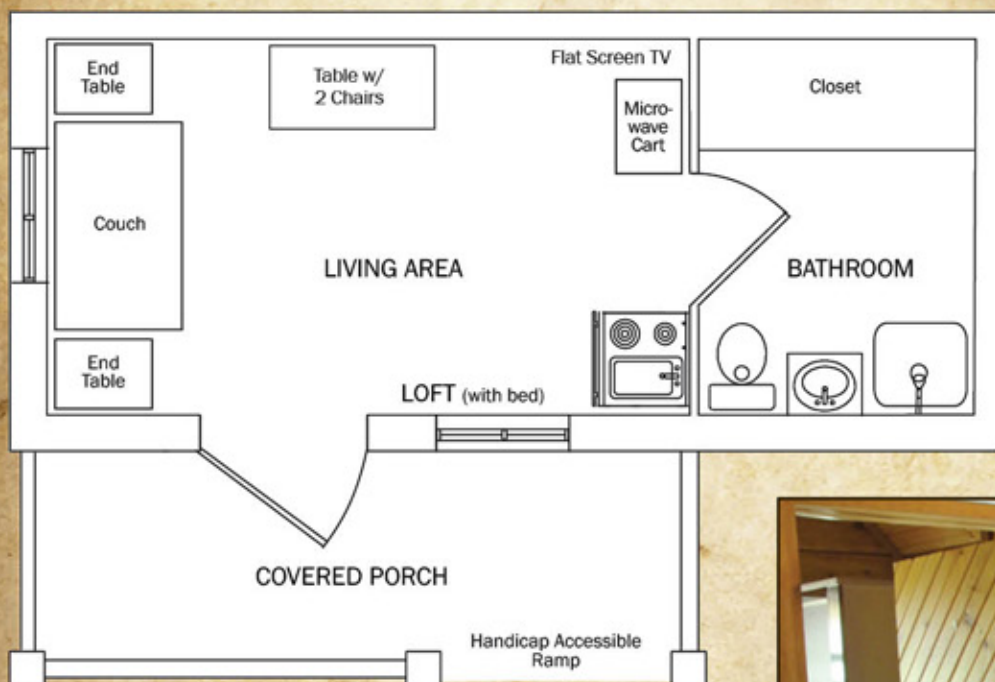 End
Table
Table w/
2 Chairs
Flat Screen TV
Micro-
wave
Cart
Closet
Couch
LIVING AREA
BATHROOM
End
Table
LOFT (with bed)
COVERED PORCH
Handicap Accessible
Ramp